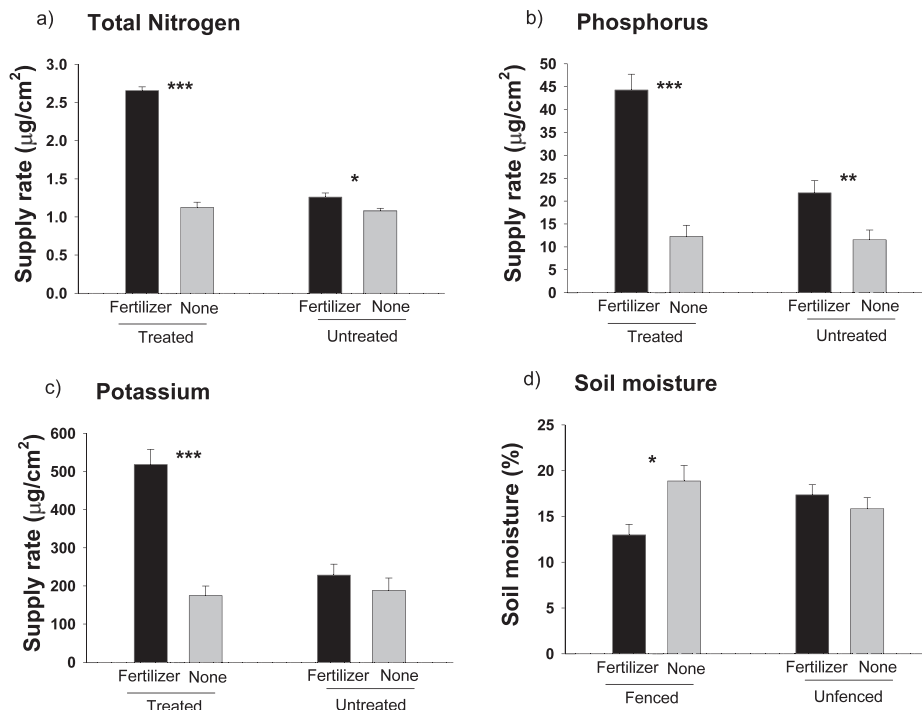 a) Total Nitrogen
Supply rate (μg/cm²)
3.0
2.5
2.0
1.5
1.0
0.5
0.0
***
*
Fertilizer None Fertilizer None
Treated Untreated
b) Phosphorus
Supply rate (μg/cm²)
50
45
40
35
30
25
20
15
10
5
0
***
**
Fertilizer None Fertilizer None
Treated Untreated
c) Potassium
Supply rate (μg/cm²)
600
500
400
300
200
100
0
***
Fertilizer None Fertilizer None
Treated Untreated
d) Soil moisture
Soil moisture (%)
25
20
15
10
5
0
*
Fertilizer None Fertilizer None
Fenced Unfenced